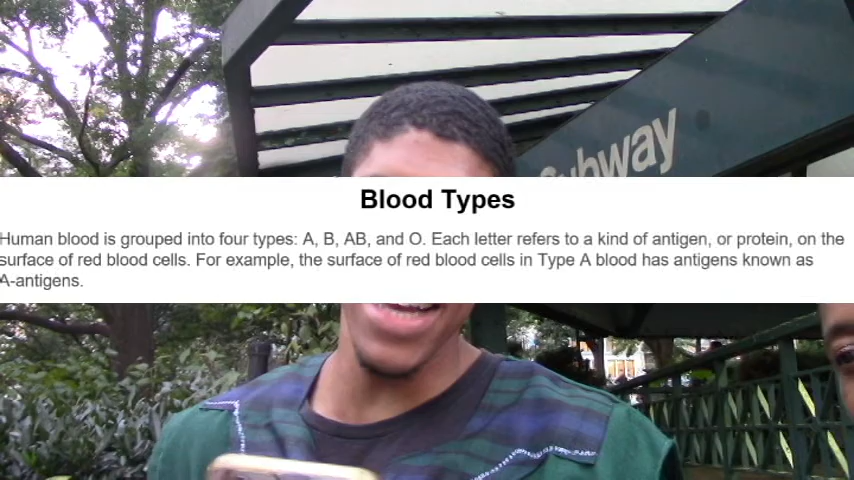 Subway
Blood Types
Human blood is grouped into four types: A, B, AB, and O. Each letter refers to a kind of antigen, or protein, on the
surface of red blood cells. For example, the surface of red blood cells in Type A blood has antigens known as
A-antigens.